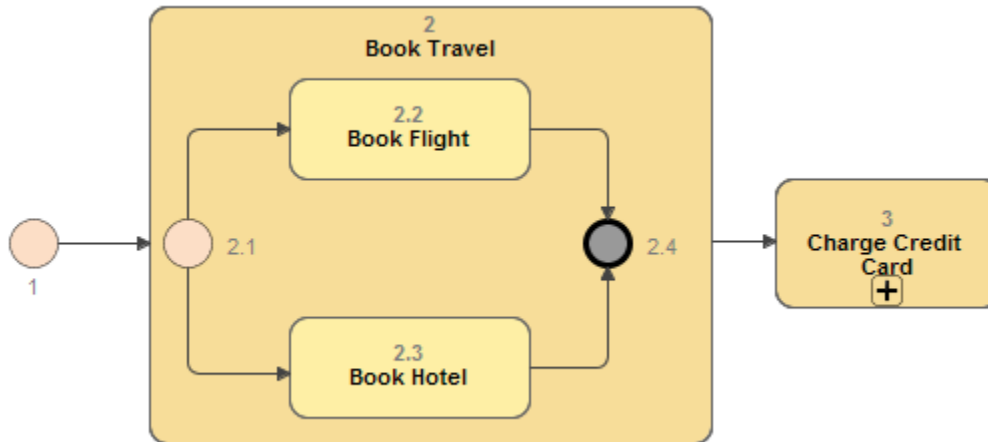 2
Book Travel
2.2
Book Flight
1
2.1
2.4
3
Charge Credit
Card
2.3
Book Hotel